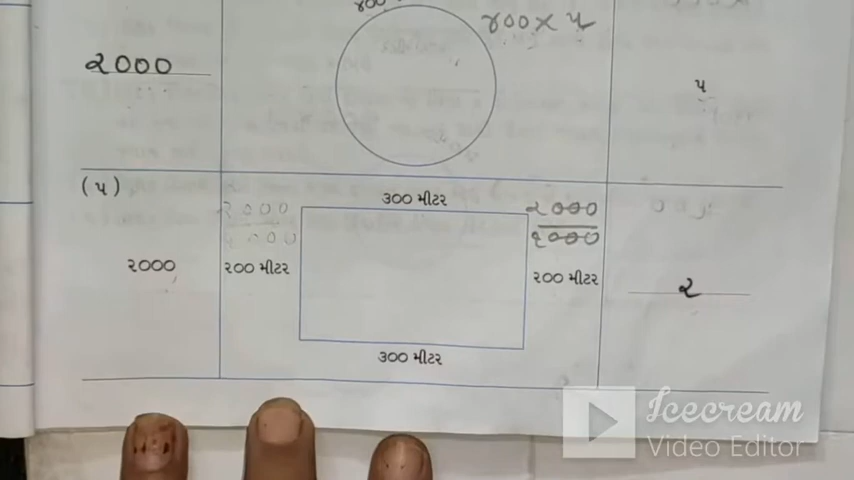 ૪૦૦ × ૫
૨૦૦૦
૫
(૫)
૩૦૦ મીટર
૨૦૦૦
૧૦૦૦
૨૦૦૦
૨૦૦ મીટર
૨૦૦ મીટર
૨
૩૦૦ મીટર
Icecream
Video Editor